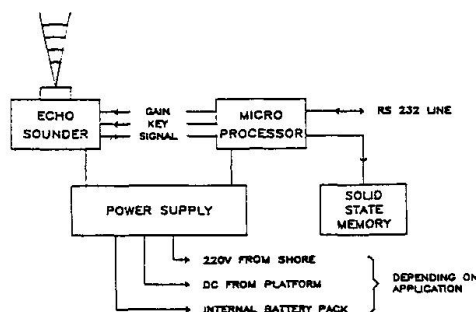 ECHO
SOUNDER
GAIN
KEY
SIGNAL
MICRO
PROCESSOR
RS 232 LINE
POWER SUPPLY
SOLID
STATE
MEMORY
220V FROM SHORE
DC FROM PLATFORM
INTERNAL BATTERY PACK
DEPENDING ON
APPLICATION